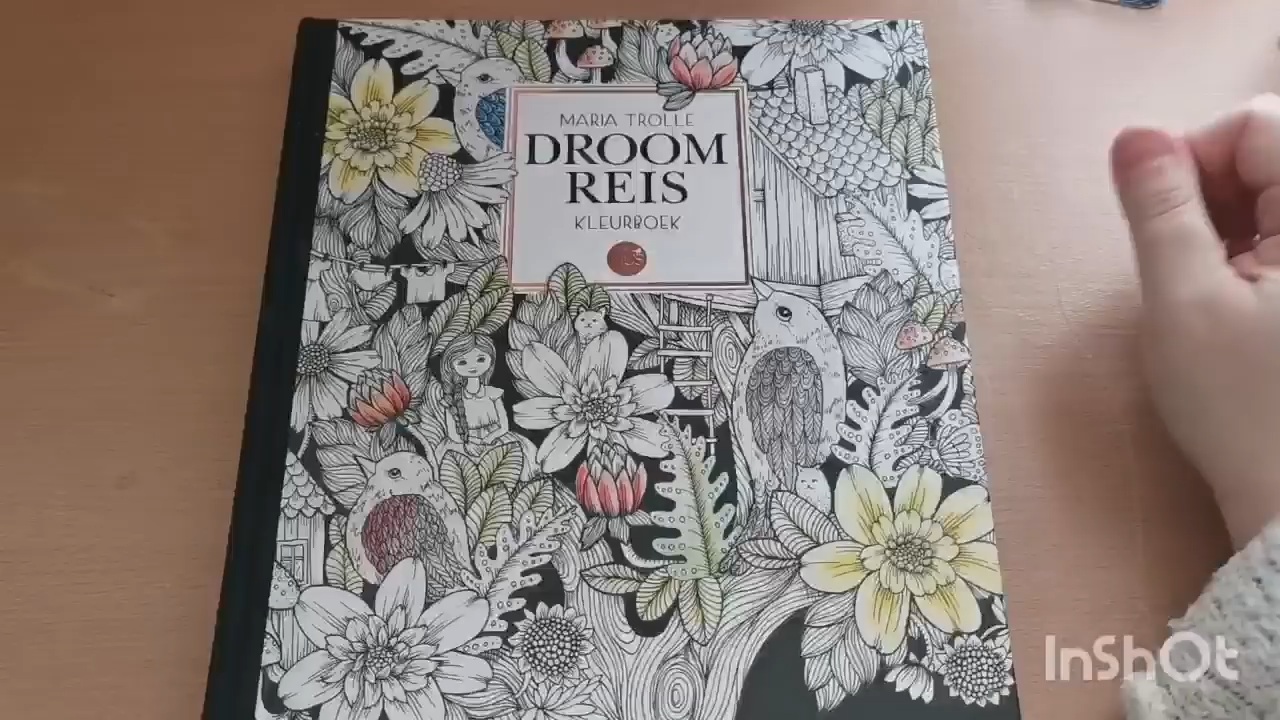 MARIA TROLLE
DROOM
REIS
KLEURBOEK
InShOt